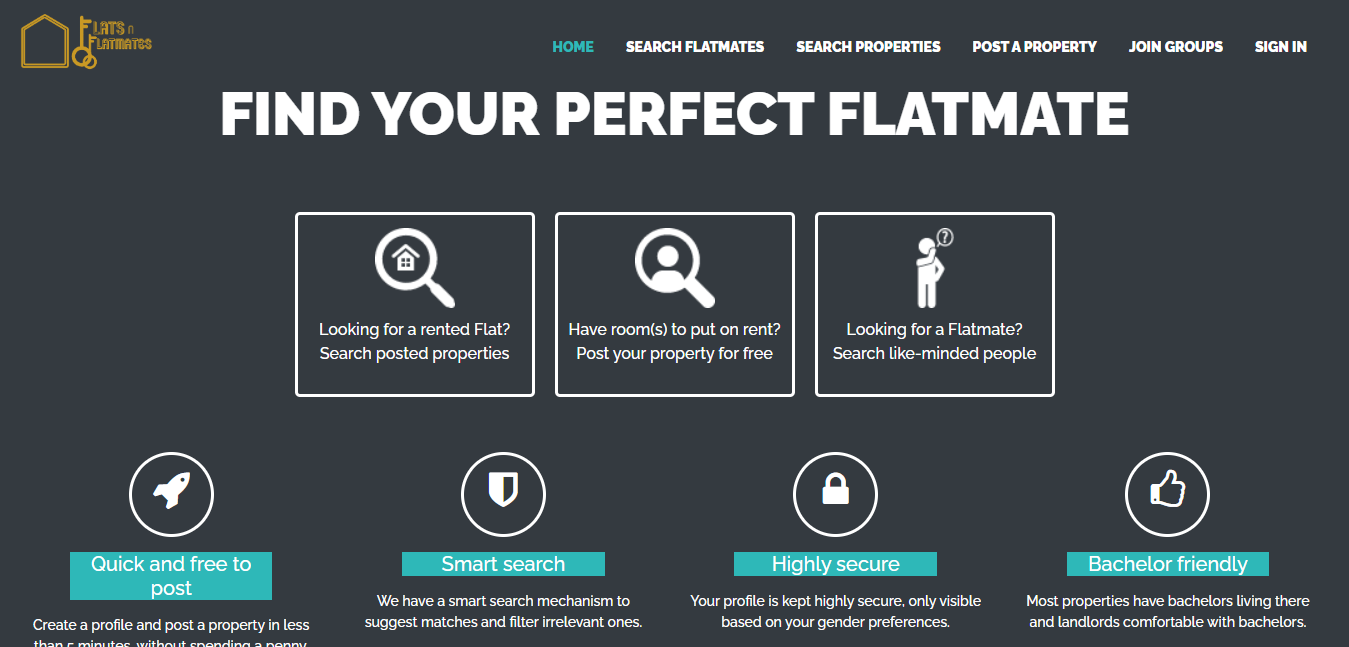 FLATS n
FLATMATES
HOME SEARCH FLATMATES SEARCH PROPERTIES POST A PROPERTY JOIN GROUPS SIGN IN
FIND YOUR PERFECT FLATMATE
?
Looking for a rented Flat?
Search posted properties
Have room(s) to put on rent?
Post your property for free
Looking for a Flatmate?
Search like-minded people
Quick and free to
post
Create a profile and post a property in less
than 5 minutes, without spending a penny
Smart search
We have a smart search mechanism to
suggest matches and filter irrelevant ones.
Highly secure
Your profile is kept highly secure, only visible
based on your gender preferences.
Bachelor friendly
Most properties have bachelors living there
and landlords comfortable with bachelors.